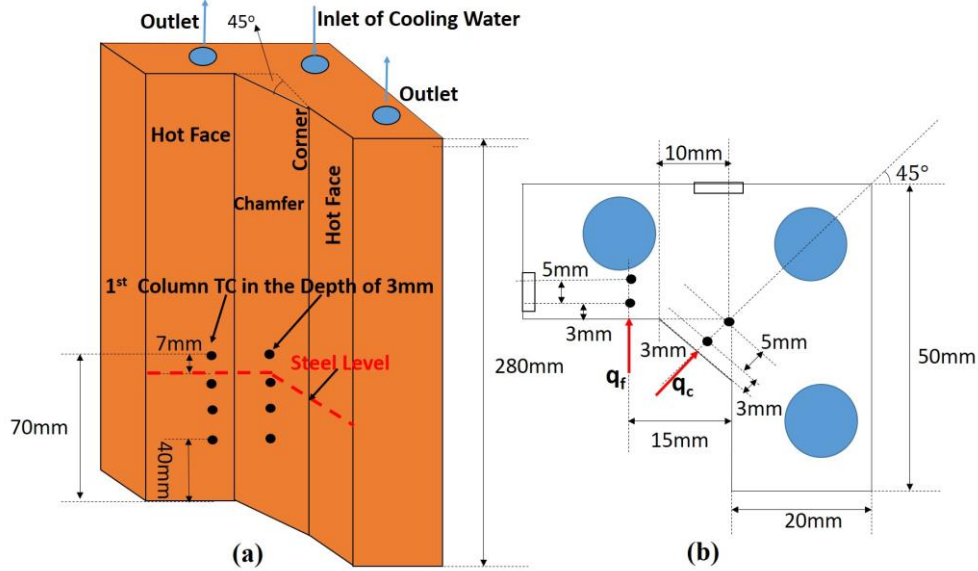 Outlet
Inlet of Cooling Water
45°
Outlet
Hot Face
Corner
Chamfer
Hot Face
1st Column TC in the Depth of 3mm
7mm
Steel Level
70mm
40mm
(a)
280mm
10mm
45°
5mm
3mm
3mm
5mm
3mm
qf
qc
15mm
50mm
20mm
(b)